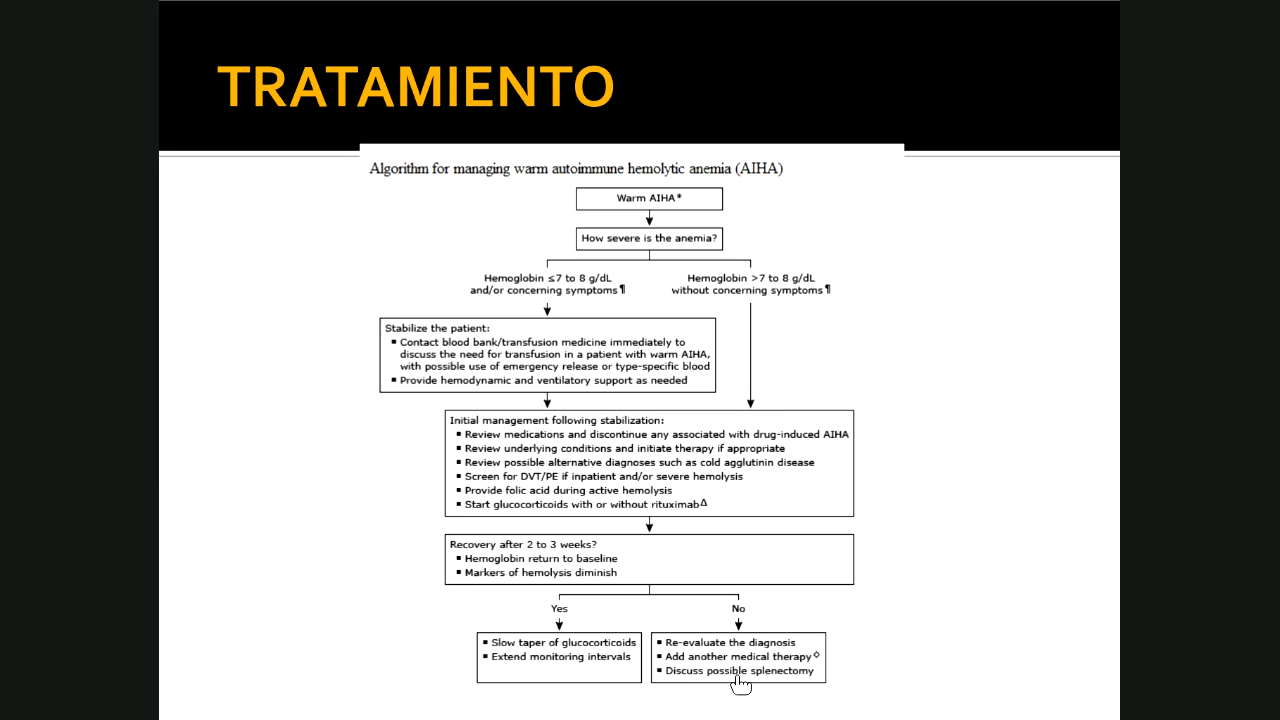 TRATAMIENTO
Algorithm for managing warm autoimmune hemolytic anemia (AIHA)
Warm AIHA*
How severe is the anemia?
Hemoglobin ≤7 to 8 g/dL
and/or concerning symptoms¶
Hemoglobin >7 to 8 g/dL
without concerning symptoms¶
Stabilize the patient:
▪ Contact blood bank/transfusion medicine immediately to
discuss the need for transfusion in a patient with warm AIHA,
with possible use of emergency release or type-specific blood
▪ Provide hemodynamic and ventilatory support as needed
Initial management following stabilization:
▪ Review medications and discontinue any associated with drug-induced AIHA
▪ Review underlying conditions and initiate therapy if appropriate
▪ Review possible alternative diagnoses such as cold agglutinin disease
▪ Screen for DVT/PE if inpatient and/or severe hemolysis
▪ Provide folic acid during active hemolysis
▪ Start glucocorticoids with or without rituximabΔ
Recovery after 2 to 3 weeks?
▪ Hemoglobin return to baseline
▪ Markers of hemolysis diminish
Yes
No
▪ Slow taper of glucocorticoids
▪ Extend monitoring intervals
▪ Re-evaluate the diagnosis
▪ Add another medical therapy◇
▪ Discuss possible splenectomy